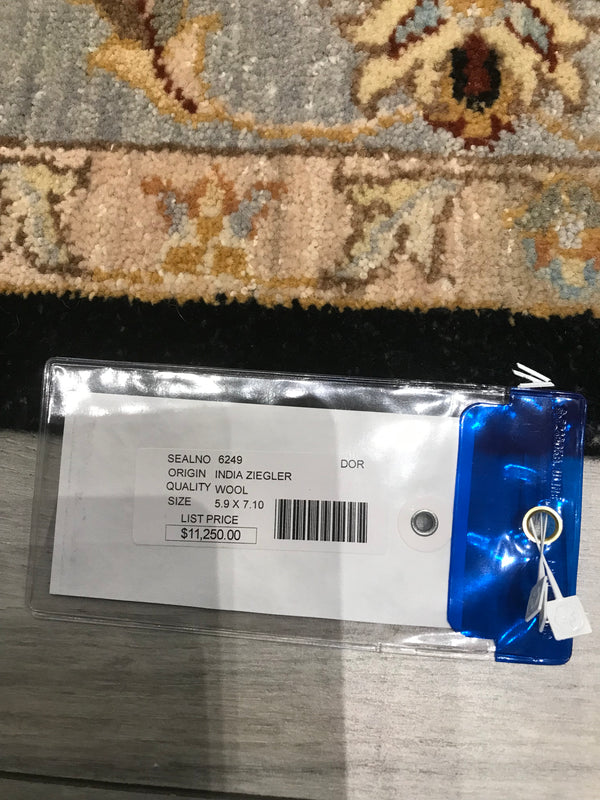 SEALNO 6249 DOR
ORIGIN INDIA ZIEGLER
QUALITY WOOL
SIZE 5.9 X 7.10
LIST PRICE
$11,250.00